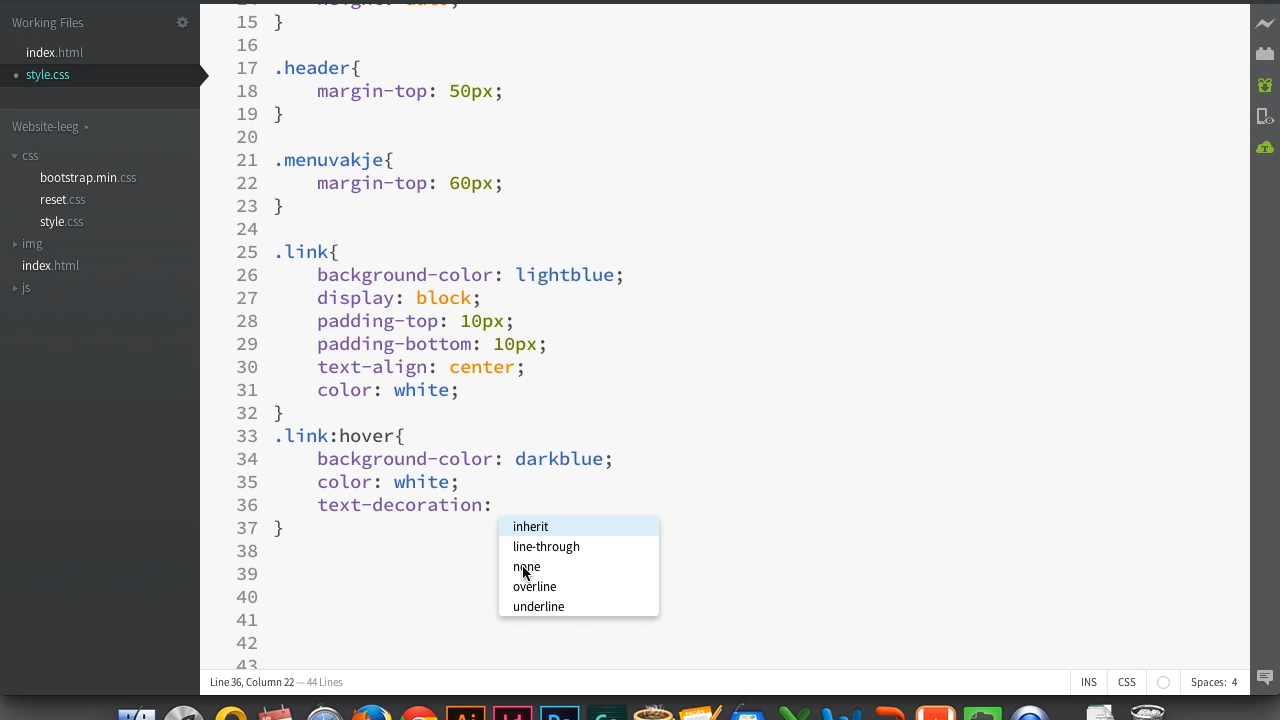 Working Files
index.html
style.css
Website-leeg
css
bootstrap.min.css
reset.css
style.css
img
index.html
js
15 }
16
17 .header{
18 margin-top: 50px;
19 }
20
21 .menuvakje{
22 margin-top: 60px;
23 }
24
25 .link{
26 background-color: lightblue;
27 display: block;
28 padding-top: 10px;
29 padding-bottom: 10px;
30 text-align: center;
31 color: white;
32 }
33 .link:hover{
34 background-color: darkblue;
35 color: white;
36 text-decoration:
37 }
38
39
40
41
42
43
inherit
line-through
none
overline
underline
Line 36, Column 22 — 44 Lines
INS
CSS
Spaces: 4